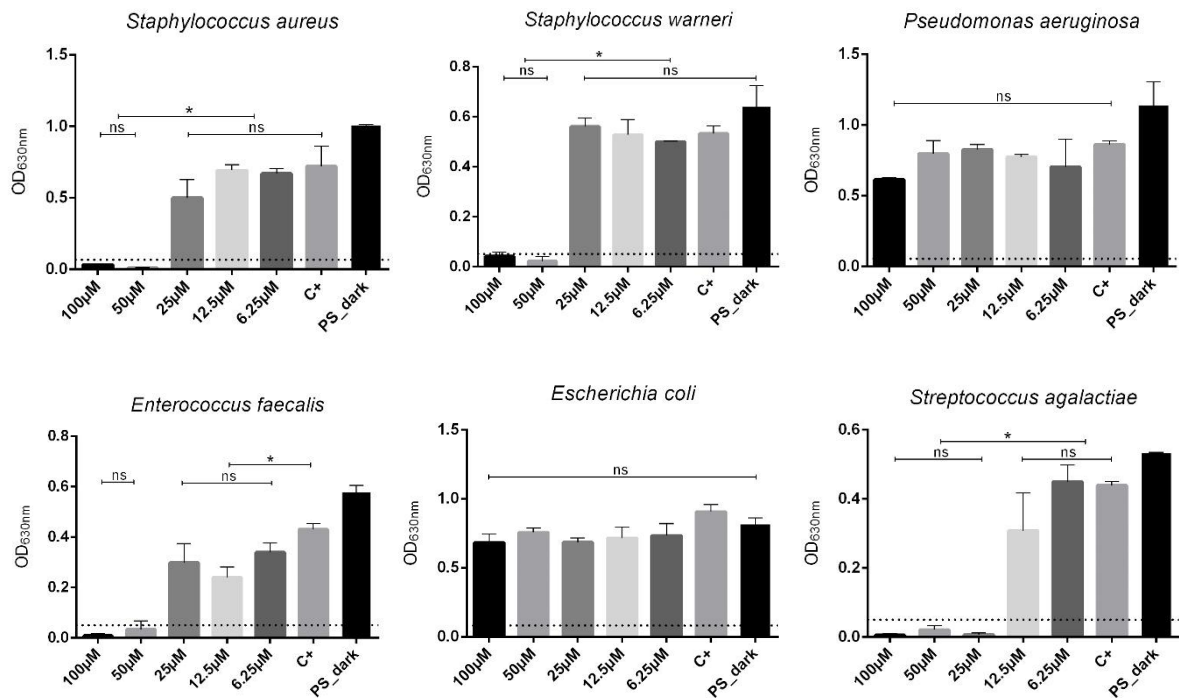 Staphylococcus aureus
OD630nm
1.5
1.0
0.5
0.0
ns
*
ns
100µM 50µM 25µM 12.5µM 6.25µM C+ PS_dark
Staphylococcus warneri
OD630nm
0.8
0.6
0.4
0.2
0.0
ns
*
ns
100µM 50µM 25µM 12.5µM 6.25µM C+ PS_dark
Pseudomonas aeruginosa
OD630nm
1.5
1.0
0.5
0.0
ns
100µM 50µM 25µM 12.5µM 6.25µM C+ PS_dark
Enterococcus faecalis
OD630nm
0.8
0.6
0.4
0.2
0.0
ns
ns
*
100µM 50µM 25µM 12.5µM 6.25µM C+ PS_dark
Escherichia coli
OD630nm
1.5
1.0
0.5
0.0
ns
100µM 50µM 25µM 12.5µM 6.25µM C+ PS_dark
Streptococcus agalactiae
OD630nm
0.6
0.4
0.2
0.0
ns
*
ns
100µM 50µM 25µM 12.5µM 6.25µM C+ PS_dark